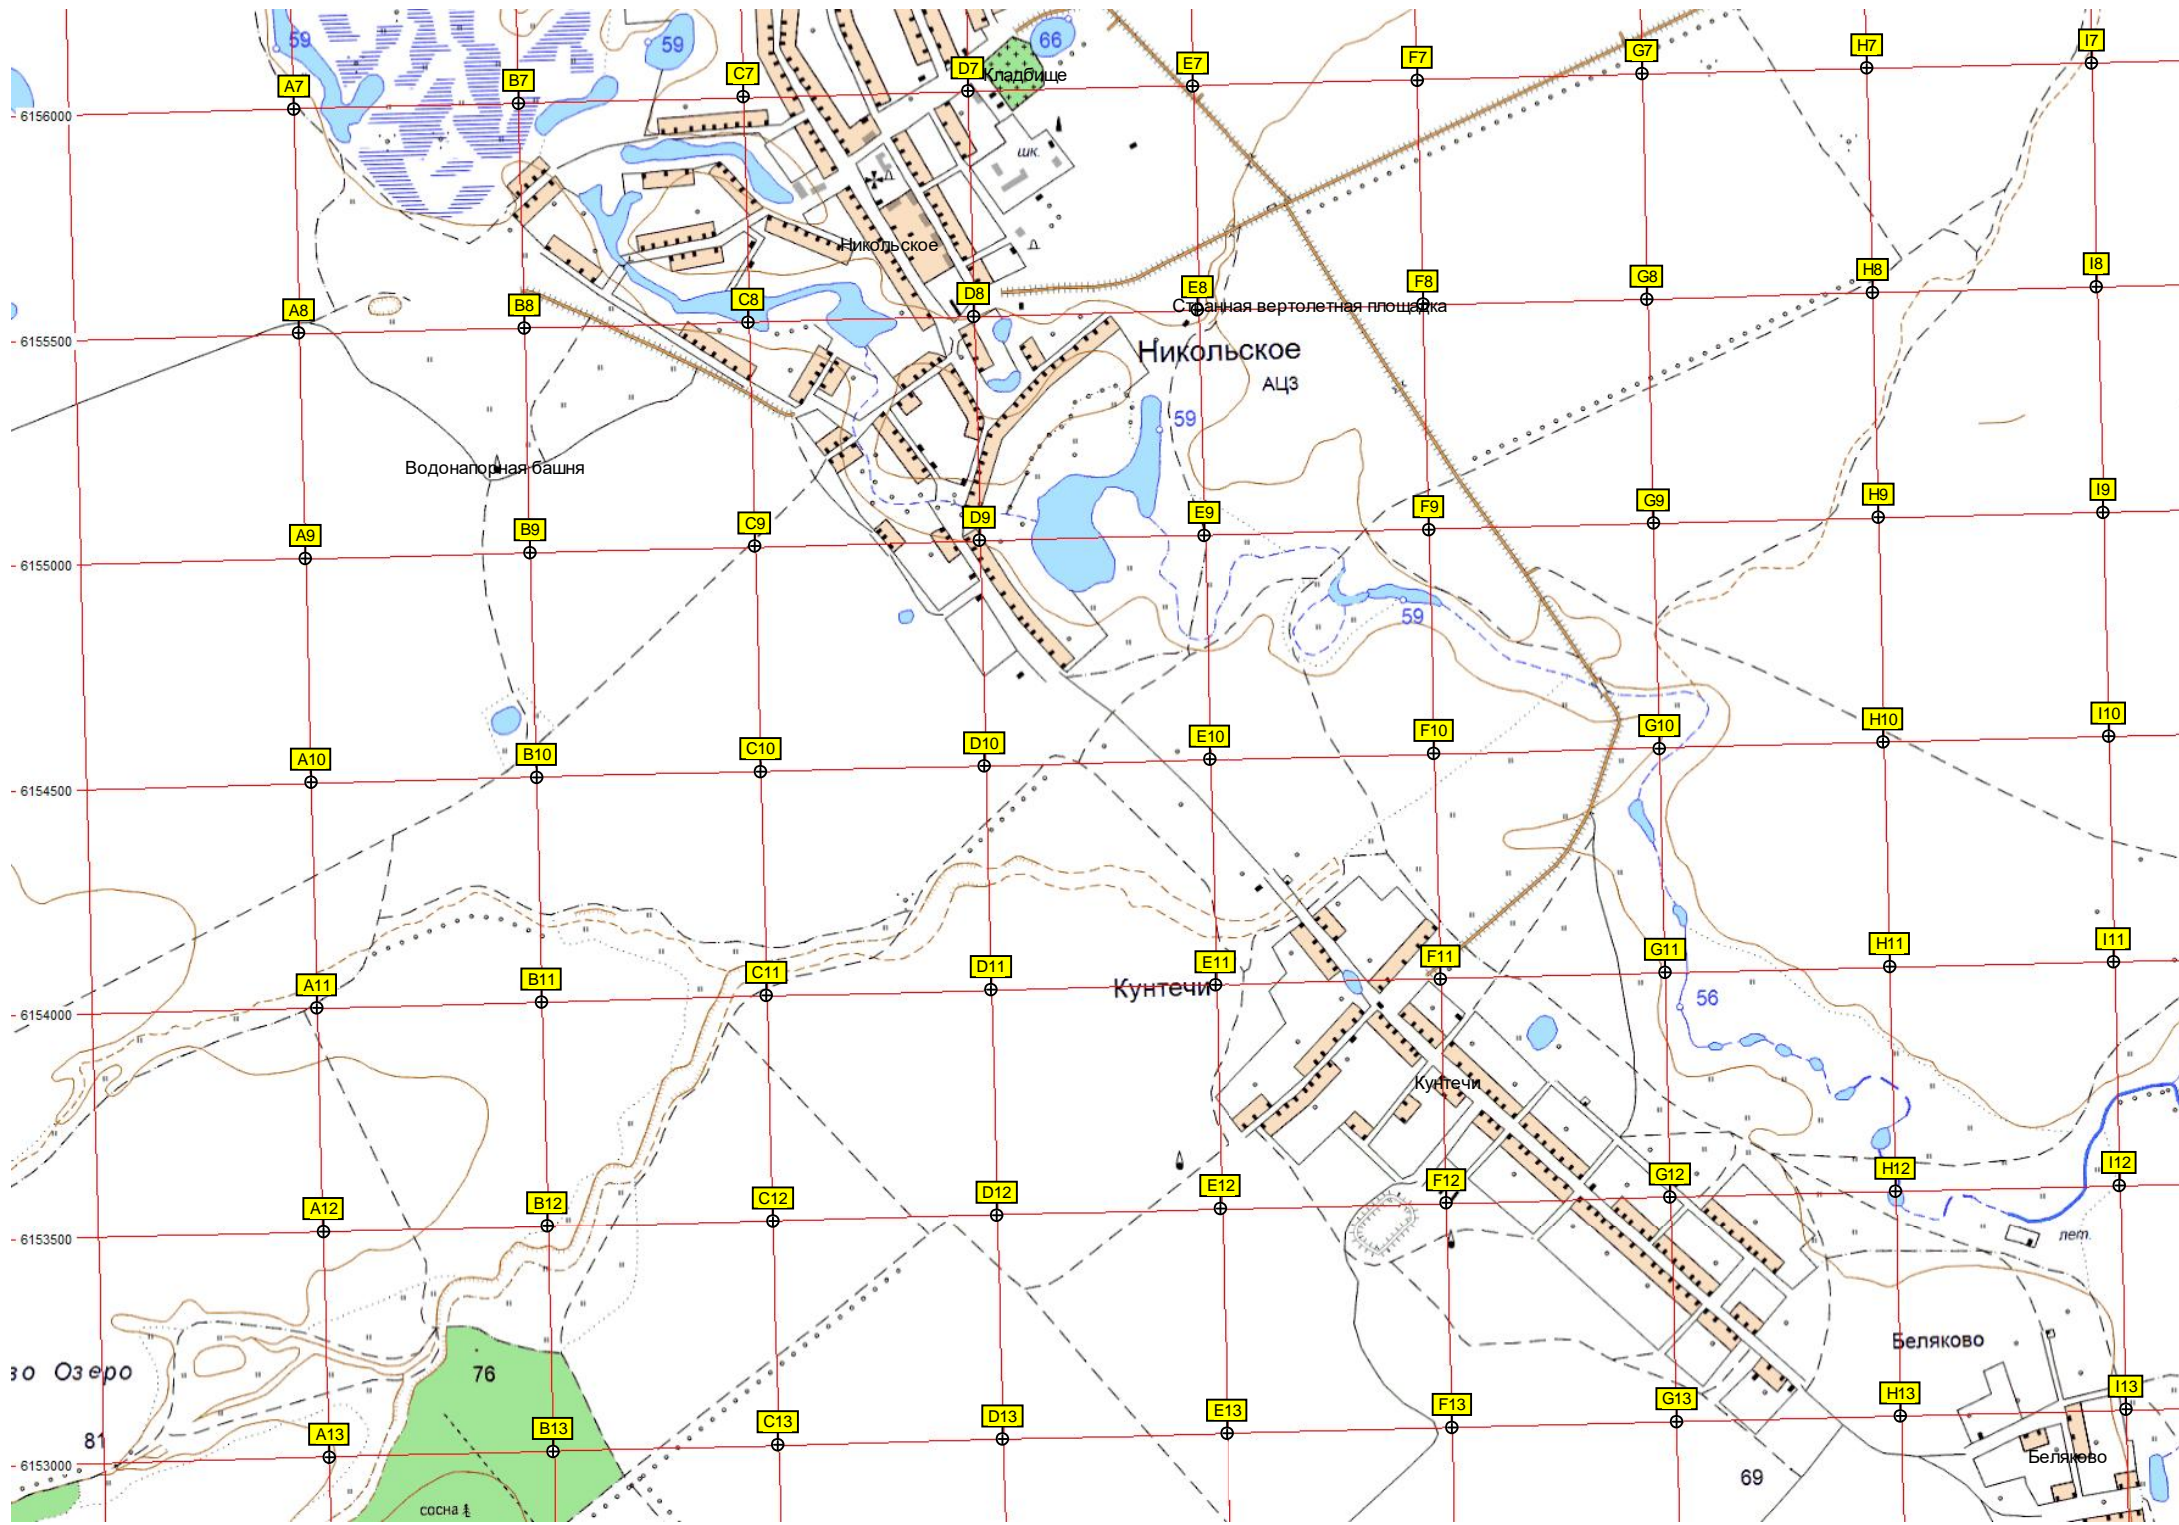 59
59
66
I7
H7
G7
F7
E7
D7 Кладбище
C7
B7
A7
6156000
шк.
Никольское
I8
H8
G8
F8
E8
Странная вертолетная площадка
D8
C8
B8
A8
6155500
Никольское
АЦЗ
59
Водонапорная башня
I9
H9
G9
F9
E9
D9
C9
B9
A9
6155000
59
I10
H10
G10
F10
E10
D10
C10
B10
A10
6154500
I11
H11
G11
F11
E11
D11
C11
B11
A11
Кунтечи
56
6154000
Кунтечи
I12
H12
G12
F12
E12
D12
C12
B12
A12
6153500
лет.
Беляково
во Озеро
76
I13
H13
G13
F13
E13
D13
C13
B13
A13
81
6153000
Беляково
69
сосна